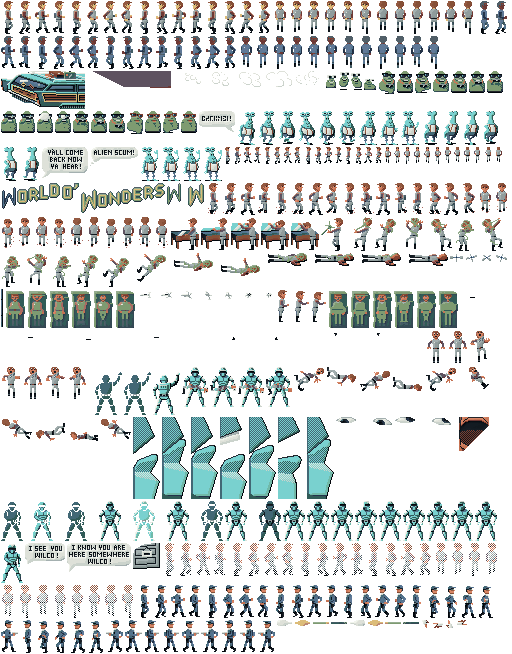 YALL COME
BACK NOW
YA HEAR!
ALIEN SCUM!
WORLD O' WONDERS W W
I SEE YOU
WILCO!
I KNOW YOU ARE
HERE SOMEWHERE
WILCO!